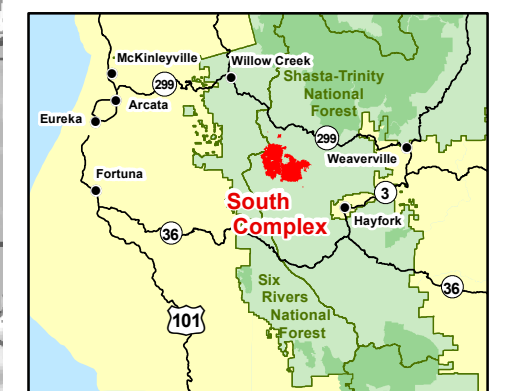 McKinleyville
Willow Creek
299
Shasta-Trinity
National
Forest
Arcata
Eureka
299
Weaverville
Fortuna
3
South
Complex
Hayfork
36
Six
Rivers
National
Forest
36
101